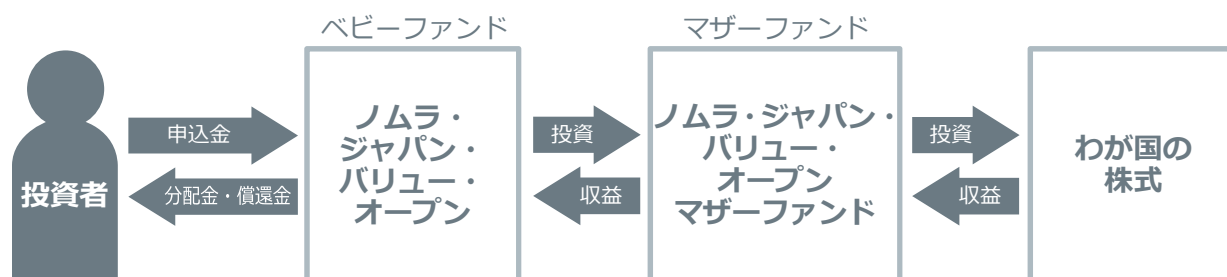 ベビーファンド
マザーファンド
投資者
申込金
分配金・償還金
ノムラ・
ジャパン・
バリュー・
オープン
投資
収益
ノムラ・ジャパン・
バリュー・
オープン
マザーファンド
投資
収益
わが国の
株式